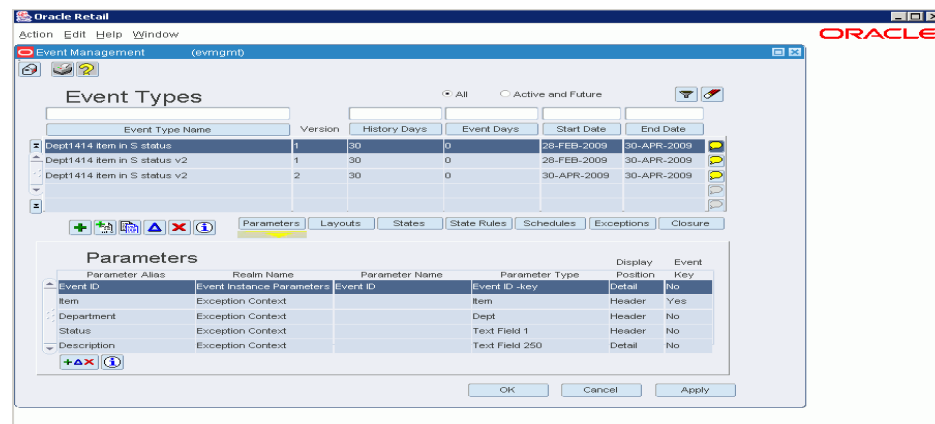 Oracle Retail
Action Edit Help Window
ORACLE
Event Management (evmgmt)
Event Types
All Active and Future
Event Type Name Version History Days Event Days Start Date End Date
Dept1414 item in S status 1 30 0 28-FEB-2009 30-APR-2009
Dept1414 item in S status v2 1 30 0 28-FEB-2009 30-APR-2009
Dept1414 item in S status v2 2 30 0 30-APR-2009 30-APR-2009
Parameters Layouts States State Rules Schedules Exceptions Closure
Parameters
Display Event
Parameter Alias Realm Name Parameter Name Parameter Type Position Key
Event ID Event Instance Parameters Event ID Event ID -key Detail No
Item Exception Context Item Header Yes
Department Exception Context Dept Header No
Status Exception Context Text Field 1 Header No
Description Exception Context Text Field 250 Detail No
OK Cancel Apply